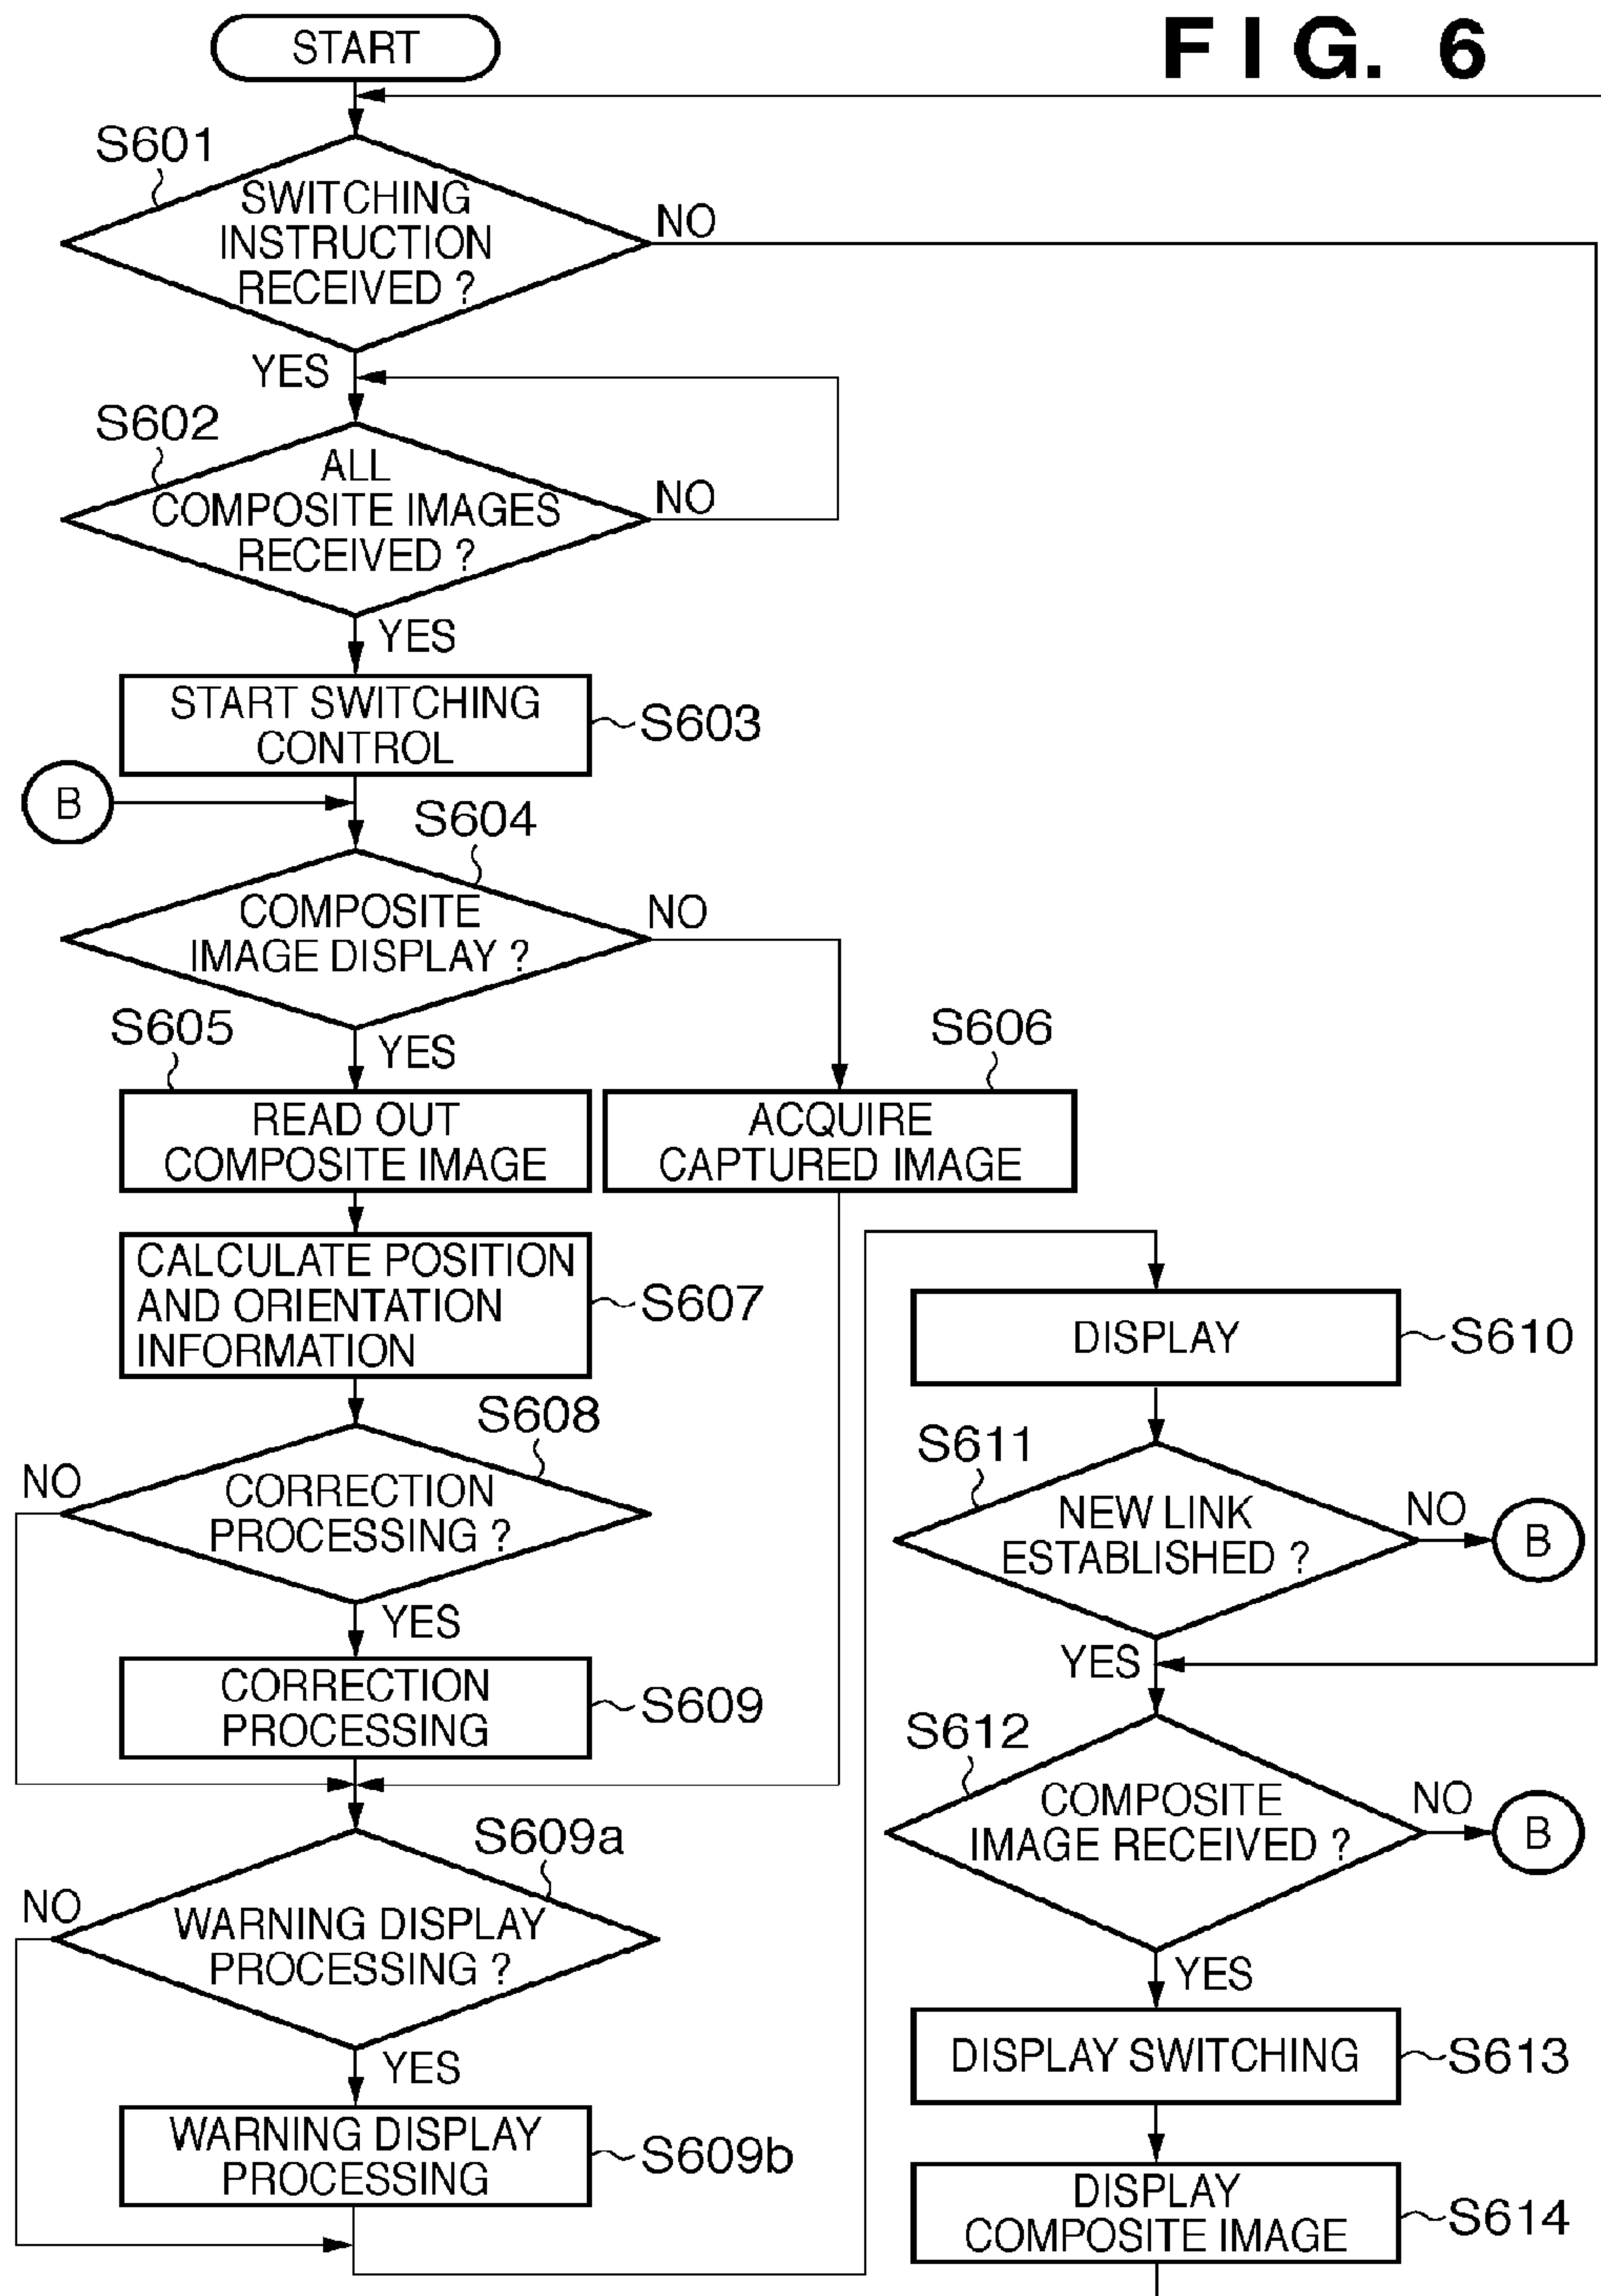 FIG. 6
START
S601
SWITCHING
INSTRUCTION
RECEIVED ?
NO
YES
S602
ALL
COMPOSITE IMAGES
RECEIVED ?
NO
YES
START SWITCHING
CONTROL
S603
B
S604
COMPOSITE
IMAGE DISPLAY ?
NO
YES
S605
READ OUT
COMPOSITE IMAGE
S606
ACQUIRE
CAPTURED IMAGE
CALCULATE POSITION
AND ORIENTATION
INFORMATION
S607
S608
CORRECTION
PROCESSING ?
NO
YES
CORRECTION
PROCESSING
S609
S609a
WARNING DISPLAY
PROCESSING ?
NO
YES
WARNING DISPLAY
PROCESSING
S609b
DISPLAY
S610
S611
NEW LINK
ESTABLISHED ?
NO
B
YES
S612
COMPOSITE
IMAGE RECEIVED ?
NO
B
YES
DISPLAY SWITCHING
S613
DISPLAY
COMPOSITE IMAGE
S614